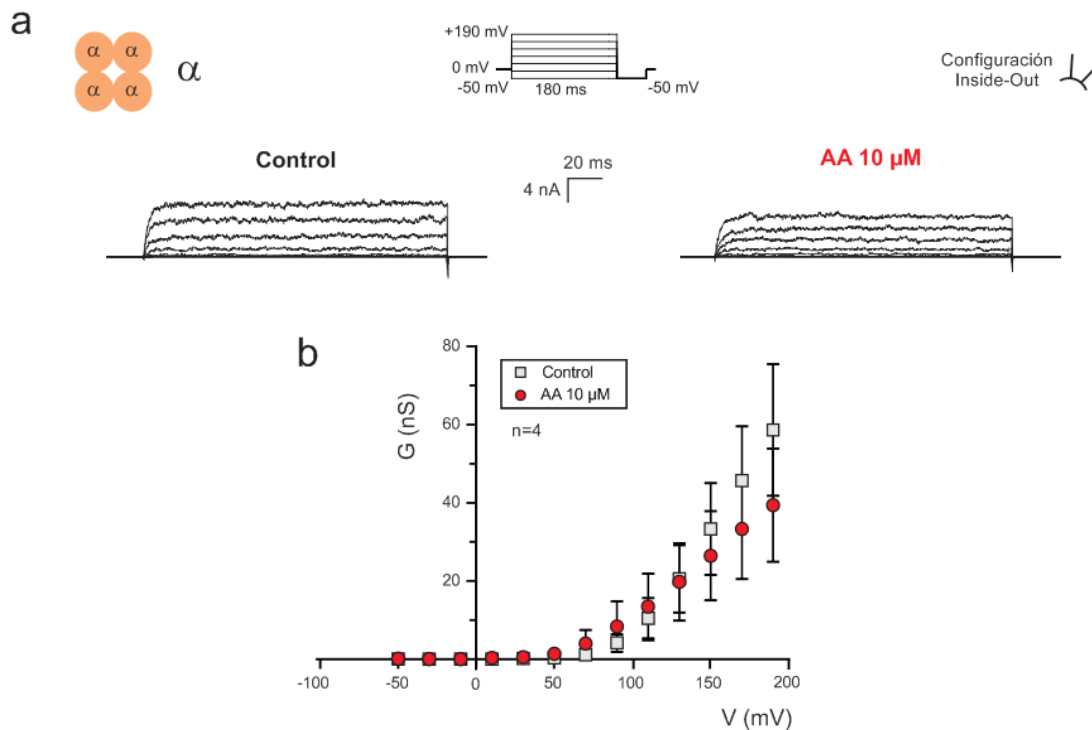 a
α α
α α
α
+190 mV
0 mV
-50 mV
180 ms
-50 mV
Configuración
Inside-Out
Control
20 ms
4 nA
AA 10 µM
b
80
60
40
20
G (nS)
Control
AA 10 µM
n=4
-100
-50
0
50
100
150
200
V (mV)